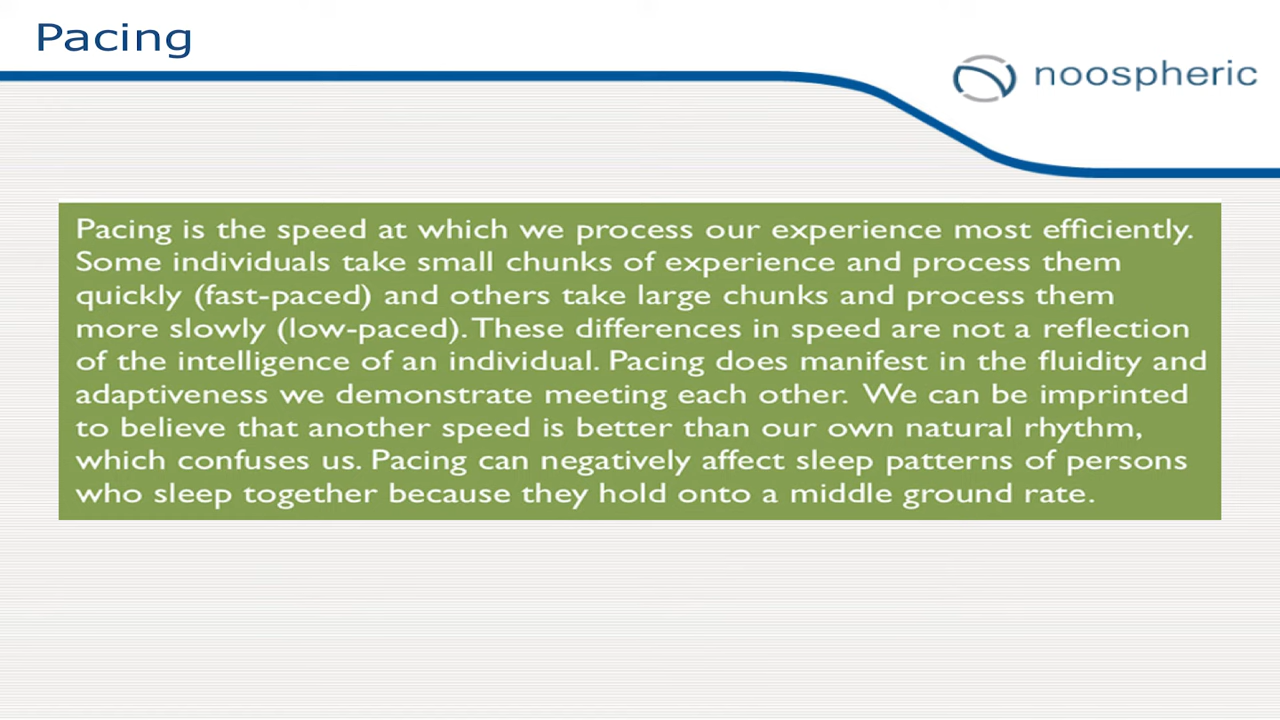 Pacing
noospheric
Pacing is the speed at which we process our experience most efficiently.
Some individuals take small chunks of experience and process them
quickly (fast-paced) and others take large chunks and process them
more slowly (low-paced). These differences in speed are not a reflection
of the intelligence of an individual. Pacing does manifest in the fluidity and
adaptiveness we demonstrate meeting each other. We can be imprinted
to believe that another speed is better than our own natural rhythm,
which confuses us. Pacing can negatively affect sleep patterns of persons
who sleep together because they hold onto a middle ground rate.